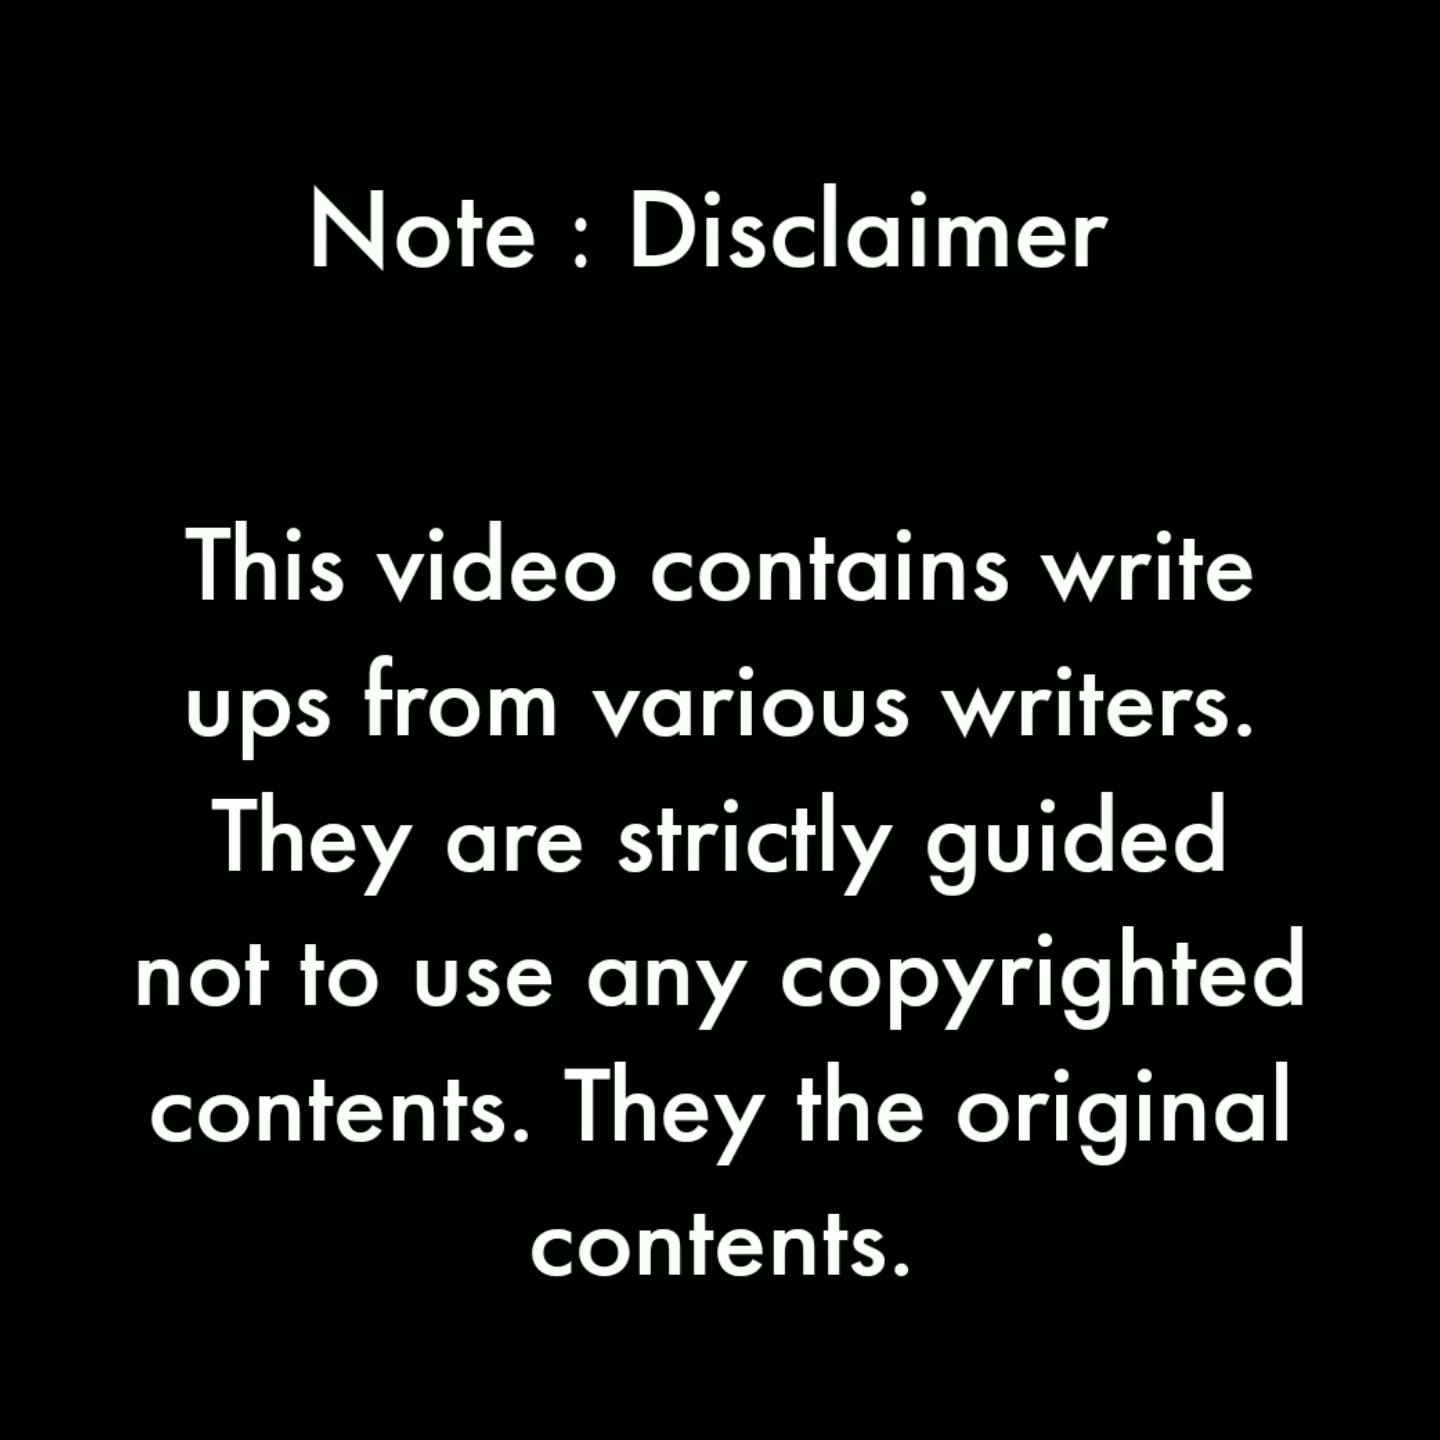 Note : Disclaimer
This video contains write
ups from various writers.
They are strictly guided
not to use any copyrighted
contents. They the original
contents.